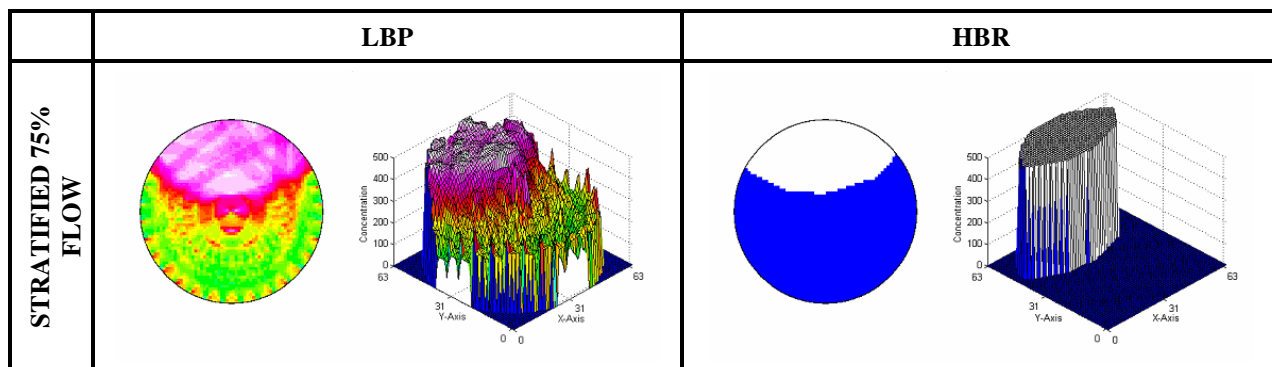 LBP
HBR
STRATIFIED 75%
FLOW
500
400
300
200
100
0
Concentration
63
31
Y-Axis
0
0
X-Axis
31
63
500
400
300
200
100
0
Concentration
63
31
Y-Axis
0
0
X-Axis
31
63